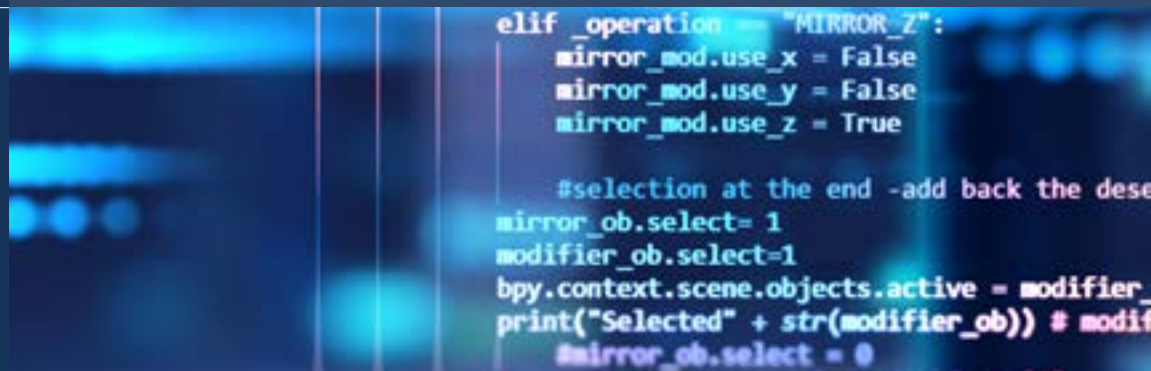 elif _operation == "MIRROR_Z":
mirror_mod.use_x = False
mirror_mod.use_y = False
mirror_mod.use_z = True
#selection at the end -add back the dese
mirror_ob.select= 1
modifier_ob.select=1
bpy.context.scene.objects.active = modifier_
print("Selected" + str(modifier_ob)) # modif
#mirror_ob.select = 0